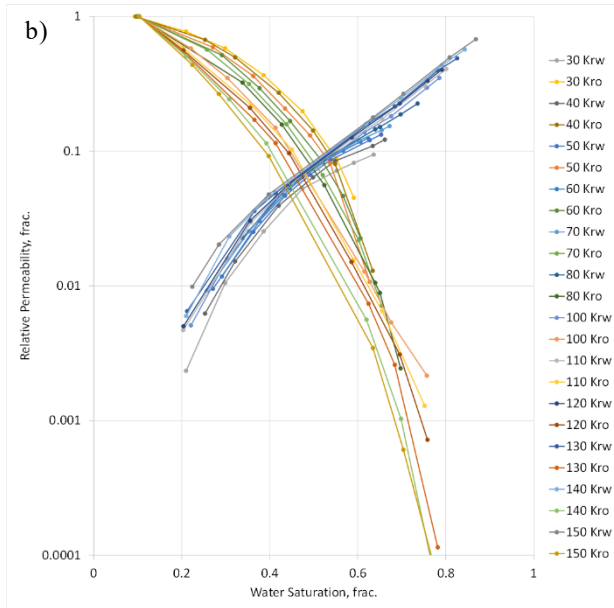 b)
1
0.1
0.01
0.001
0.0001
Relative Permeability, frac.
0
0.2
0.4
0.6
0.8
1
Water Saturation, frac.
30 Krw
30 Kro
40 Krw
40 Kro
50 Krw
50 Kro
60 Krw
60 Kro
70 Krw
70 Kro
80 Krw
80 Kro
100 Krw
100 Kro
110 Krw
110 Kro
120 Krw
120 Kro
130 Krw
130 Kro
140 Krw
140 Kro
150 Krw
150 Kro